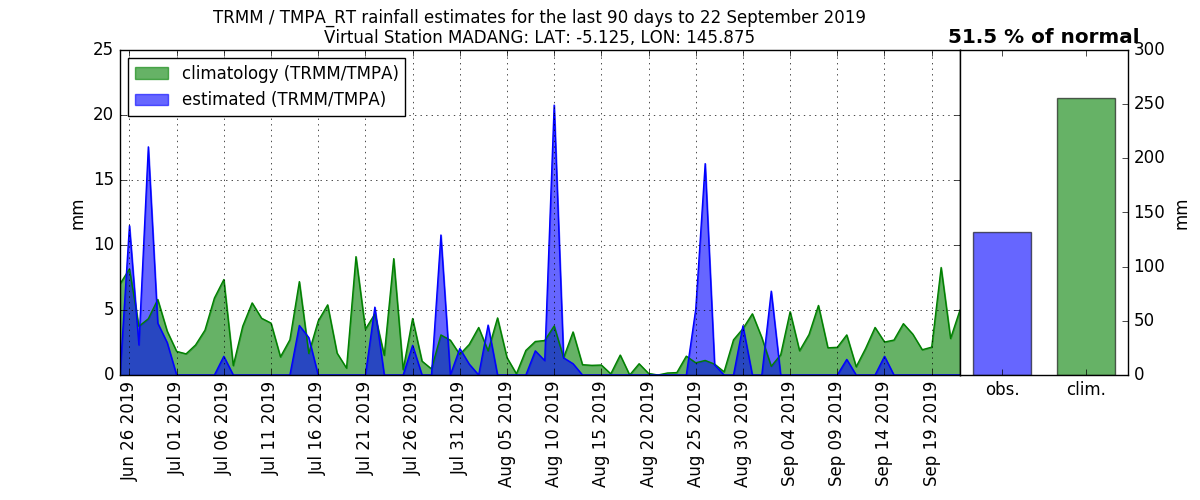 TRMM / TMPA_RT rainfall estimates for the last 90 days to 22 September 2019
Virtual Station MADANG: LAT: -5.125, LON: 145.875
51.5 % of normal
climatology (TRMM/TMPA)
estimated (TRMM/TMPA)
25
20
15
10
5
0
mm
300
250
200
150
100
50
0
mm
Jun 26 2019
Jul 01 2019
Jul 06 2019
Jul 11 2019
Jul 16 2019
Jul 21 2019
Jul 26 2019
Jul 31 2019
Aug 05 2019
Aug 10 2019
Aug 15 2019
Aug 20 2019
Aug 25 2019
Aug 30 2019
Sep 04 2019
Sep 09 2019
Sep 14 2019
Sep 19 2019
obs.
clim.